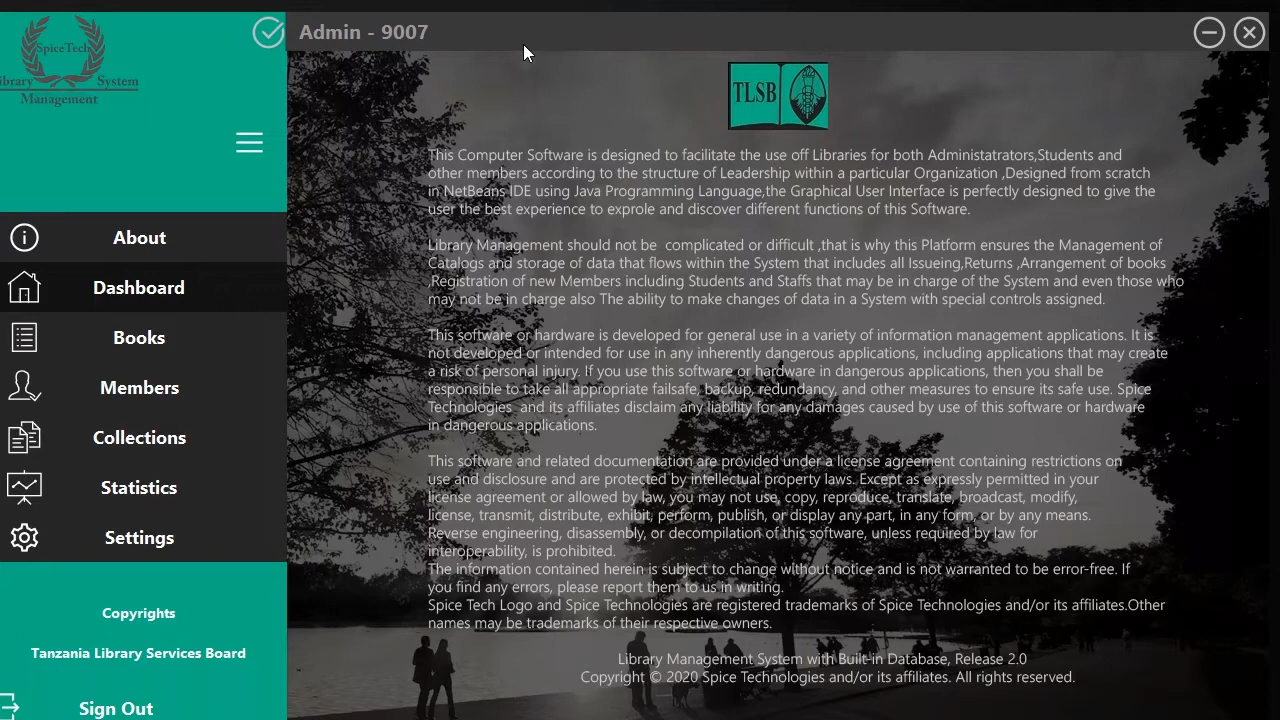 SpiceTech
Library System
Management
Admin - 9007
About
Dashboard
Books
Members
Collections
Statistics
Settings
Copyrights
Tanzania Library Services Board
Sign Out
TLSB
This Computer Software is designed to facilitate the use off Libraries for both Administatrators,Students and
other members according to the structure of Leadership within a particular Organization ,Designed from scratch
in NetBeans IDE using Java Programming Language,the Graphical User Interface is perfectly designed to give the
user the best experience to exprole and discover different functions of this Software.
Library Management should not be complicated or difficult ,that is why this Platform ensures the Management of
Catalogs and storage of data that flows within the System that includes all Issueing,Returns ,Arrangement of books
,Registration of new Members including Students and Staffs that may be in charge of the System and even those who
may not be in charge also The ability to make changes of data in a System with special controls assigned.
This software or hardware is developed for general use in a variety of information management applications. It is
not developed or intended for use in any inherently dangerous applications, including applications that may create
a risk of personal injury. If you use this software or hardware in dangerous applications, then you shall be
responsible to take all appropriate failsafe, backup, redundancy, and other measures to ensure its safe use. Spice
Technologies and its affiliates disclaim any liability for any damages caused by use of this software or hardware
in dangerous applications.
This software and related documentation are provided under a license agreement containing restrictions on
use and disclosure and are protected by intellectual property laws. Except as expressly permitted in your
license agreement or allowed by law, you may not use, copy, reproduce, translate, broadcast, modify,
license, transmit, distribute, exhibit, perform, publish, or display any part, in any form, or by any means.
Reverse engineering, disassembly, or decompilation of this software, unless required by law for
interoperability, is prohibited.
The information contained herein is subject to change without notice and is not warranted to be error-free. If
you find any errors, please report them to us in writing.
Spice Tech Logo and Spice Technologies are registered trademarks of Spice Technologies and/or its affiliates.Other
names may be trademarks of their respective owners.
Library Management System with Built-in Database, Release 2.0
Copyright © 2020 Spice Technologies and/or its affiliates. All rights reserved.